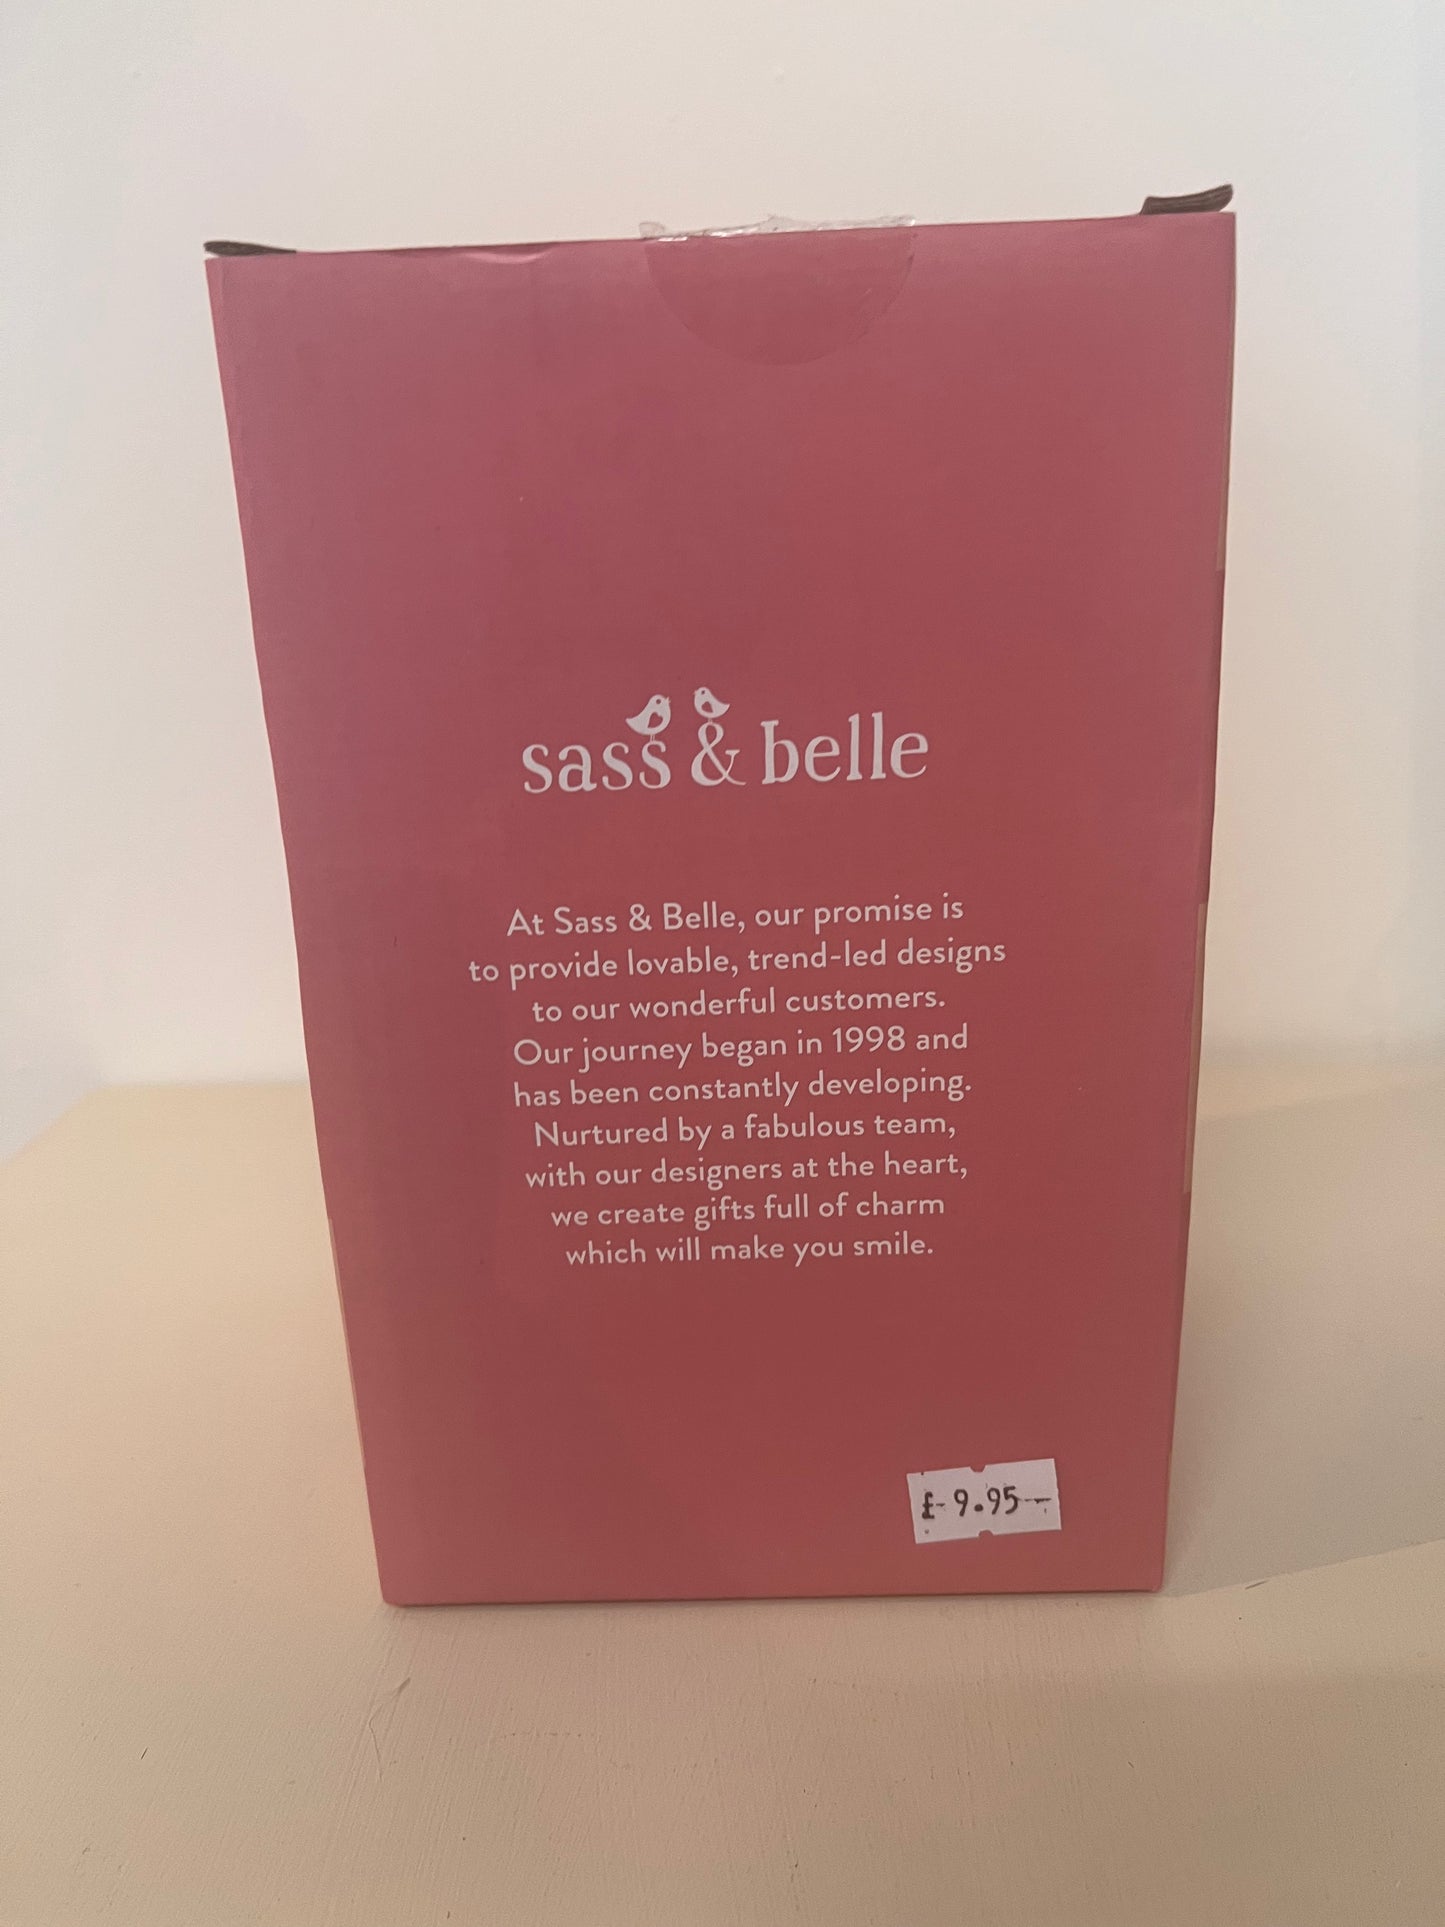 sass & belle
At Sass & Belle, our promise is
to provide lovable, trend-led designs
to our wonderful customers.
Our journey began in 1998 and
has been constantly developing.
Nurtured by a fabulous team,
with our designers at the heart,
we create gifts full of charm
which will make you smile.
£-9.95-